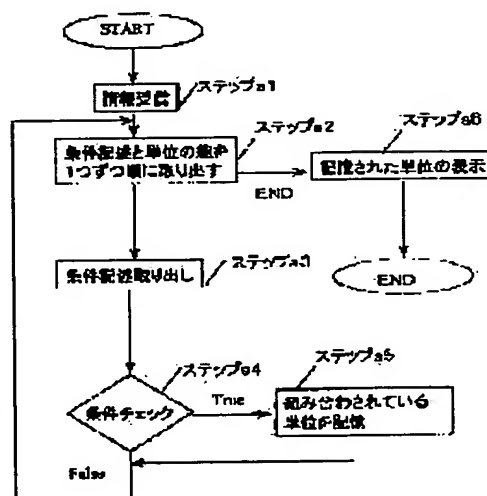 START
ステップa1
情報受信
ステップa2
条件記述と単位の組を
1つずつ順に取り出す
END
ステップa6
記憶された単位の表示
END
ステップa3
条件記述取り出し
ステップa4
条件チェック
True
False
ステップa5
組み合わされている
単位を記憶